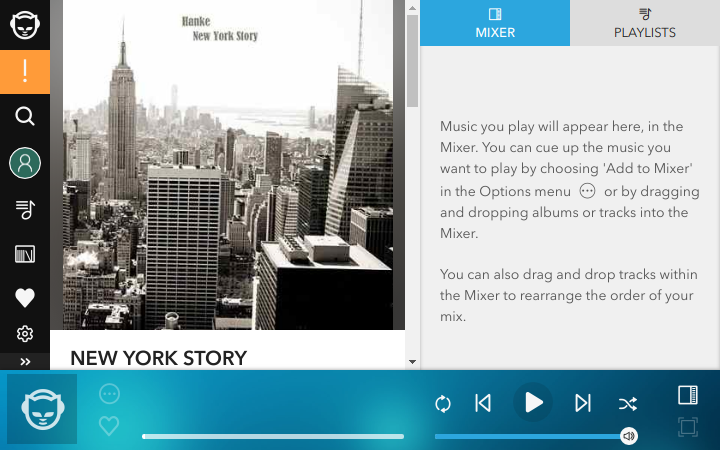 Hanke
New York Story
NEW YORK STORY
MIXER
PLAYLISTS
Music you play will appear here, in the
Mixer. You can cue up the music you
want to play by choosing 'Add to Mixer'
in the Options menu or by dragging
and dropping albums or tracks into the
Mixer.
You can also drag and drop tracks within
the Mixer to rearrange the order of your
mix.